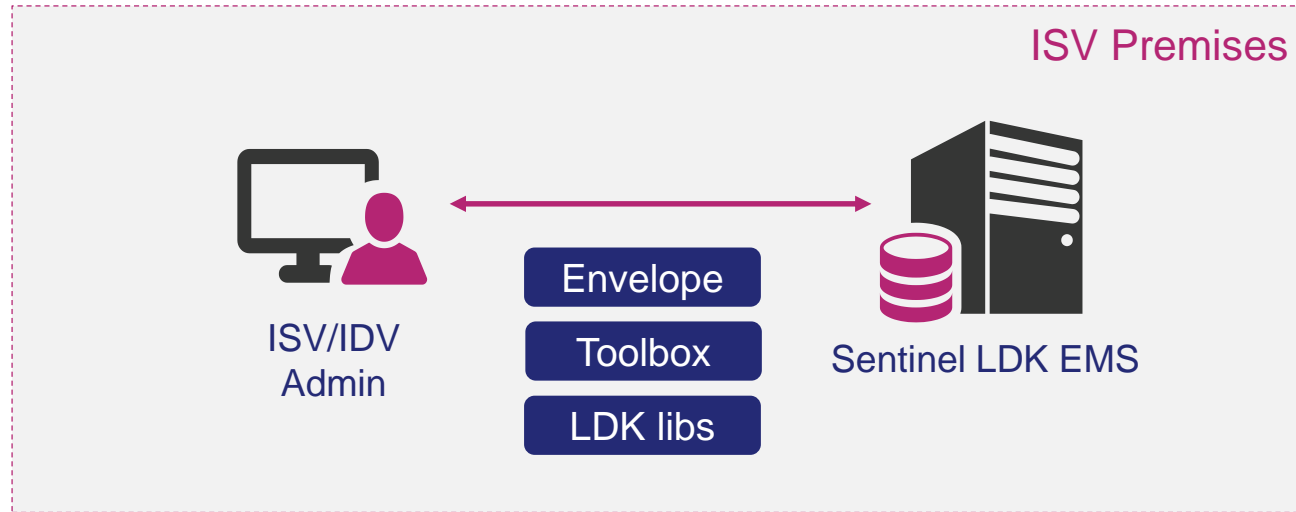 ISV Premises
Envelope
Toolbox
LDK libs
ISV/IDV
Admin
Sentinel LDK EMS